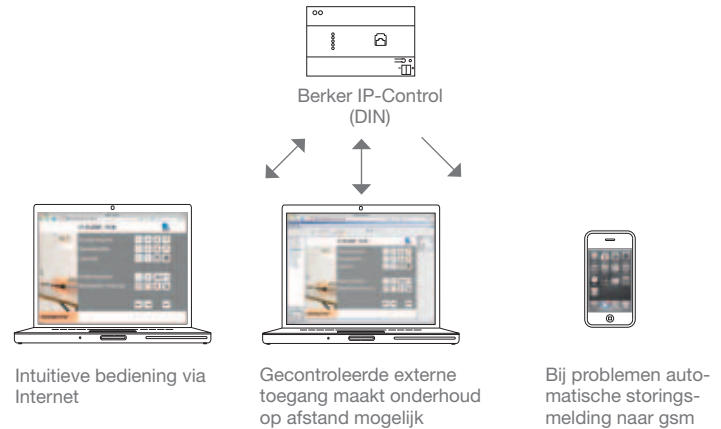 Berker IP-Control
(DIN)
Intuitieve bediening via
Internet
Gecontroleerde externe
toegang maakt onderhoud
op afstand mogelijk
Bij problemen auto-
matische storings-
melding naar gsm